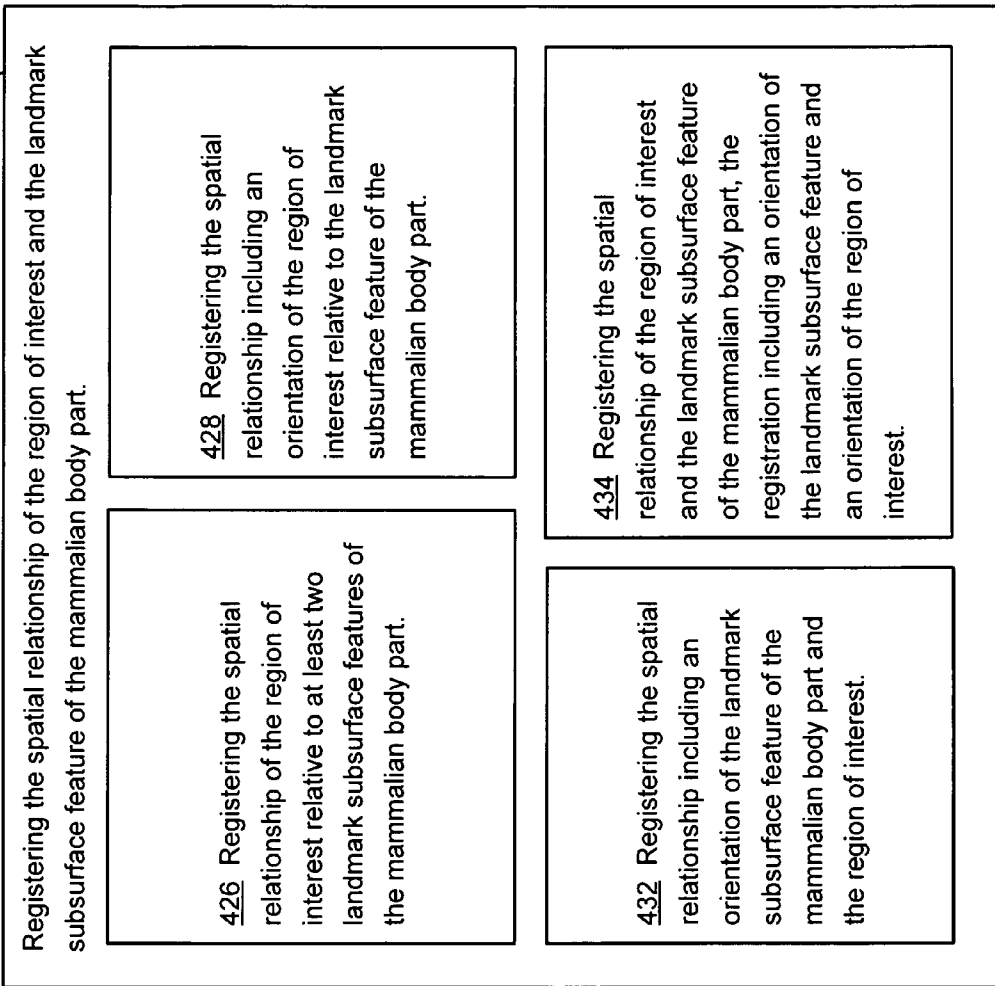 Registering the spatial relationship of the region of interest and the landmark
subsurface feature of the mammalian body part.
426 Registering the spatial
relationship of the region of
interest relative to at least two
landmark subsurface features of
the mammalian body part.
428 Registering the spatial
relationship including an
orientation of the region of
interest relative to the landmark
subsurface feature of the
mammalian body part.
432 Registering the spatial
relationship including an
orientation of the landmark
subsurface feature of the
mammalian body part and
the region of interest.
434 Registering the spatial
relationship of the region of interest
and the landmark subsurface feature
of the mammalian body part, the
registration including an orientation of
the landmark subsurface feature and
an orientation of the region of
interest.